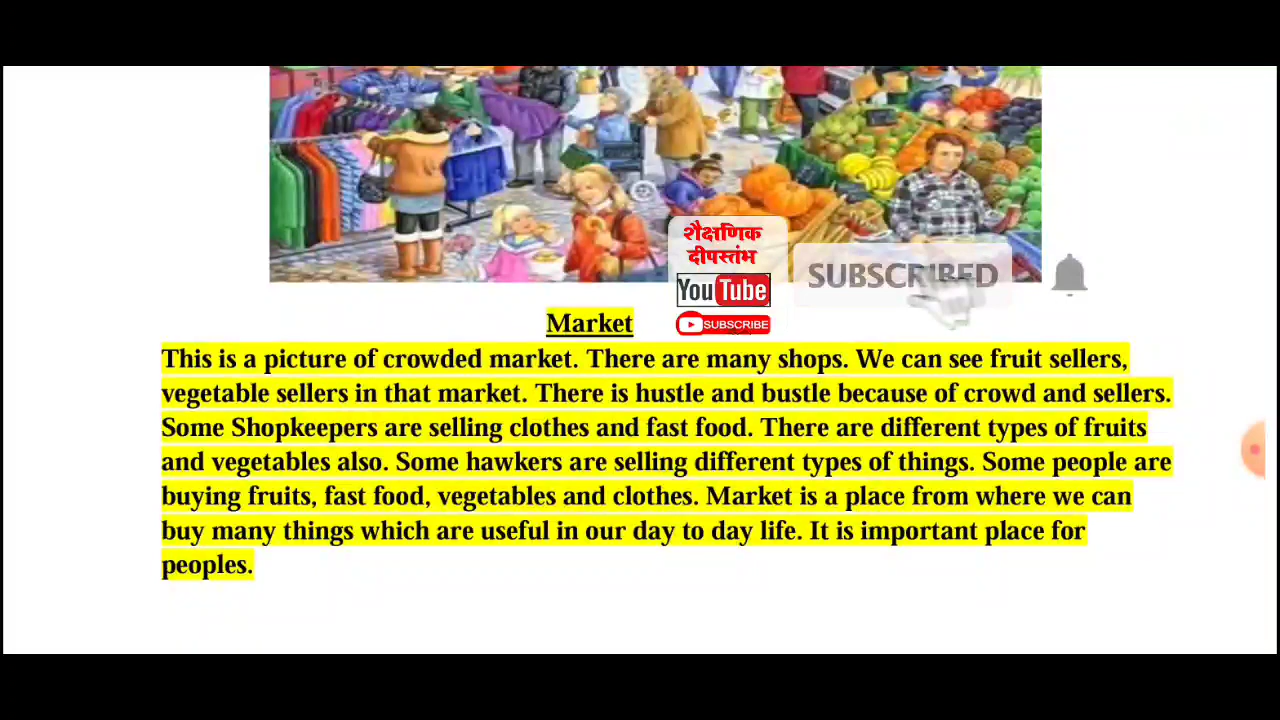 शैक्षणिक
दीपस्तंभ
YouTube
SUBSCRIBE
SUBSCRIBED
Market
This is a picture of crowded market. There are many shops. We can see fruit sellers,
vegetable sellers in that market. There is hustle and bustle because of crowd and sellers.
Some Shopkeepers are selling clothes and fast food. There are different types of fruits
and vegetables also. Some hawkers are selling different types of things. Some people are
buying fruits, fast food, vegetables and clothes. Market is a place from where we can
buy many things which are useful in our day to day life. It is important place for
peoples.